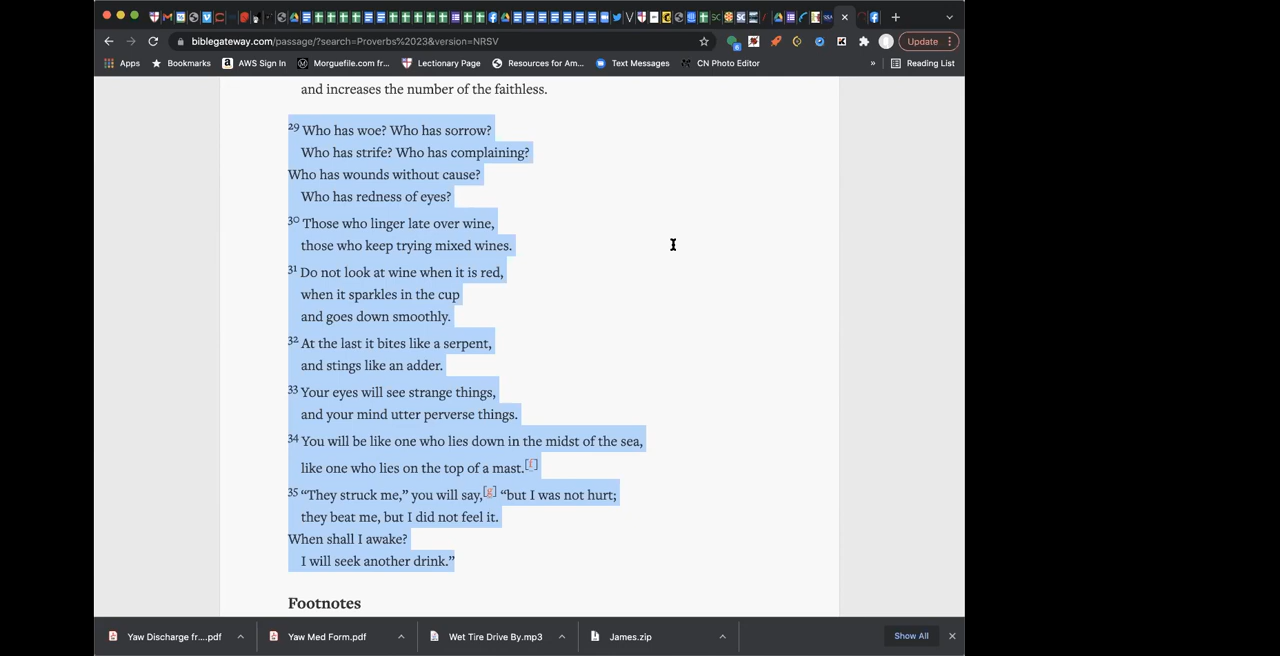 biblegateway.com/passage/?search=Proverbs%2023&version=NRSV
Update
Apps
Bookmarks
AWS Sign In
Morguefile.com fr...
Lectionary Page
Resources for Am...
Text Messages
CN Photo Editor
»
Reading List
and increases the number of the faithless.
29 Who has woe? Who has sorrow?
Who has strife? Who has complaining?
Who has wounds without cause?
Who has redness of eyes?
30 Those who linger late over wine,
those who keep trying mixed wines.
31 Do not look at wine when it is red,
when it sparkles in the cup
and goes down smoothly.
32 At the last it bites like a serpent,
and stings like an adder.
33 Your eyes will see strange things,
and your mind utter perverse things.
34 You will be like one who lies down in the midst of the sea,
like one who lies on the top of a mast.[f]
35 “They struck me,” you will say,[g] “but I was not hurt;
they beat me, but I did not feel it.
When shall I awake?
I will seek another drink.”
Footnotes
Yaw Discharge fr....pdf
Yaw Med Form.pdf
Wet Tire Drive By.mp3
James.zip
Show All